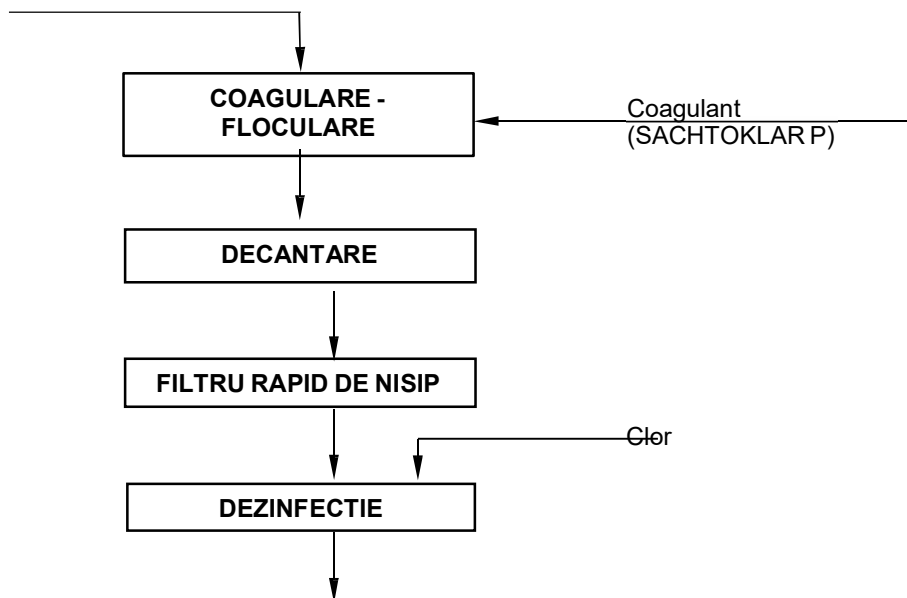 COAGULARE -
FLOCULARE
Coagulant
(SACHTOKLAR P)
DECANTARE
FILTRU RAPID DE NISIP
Clor
DEZINFECTIE